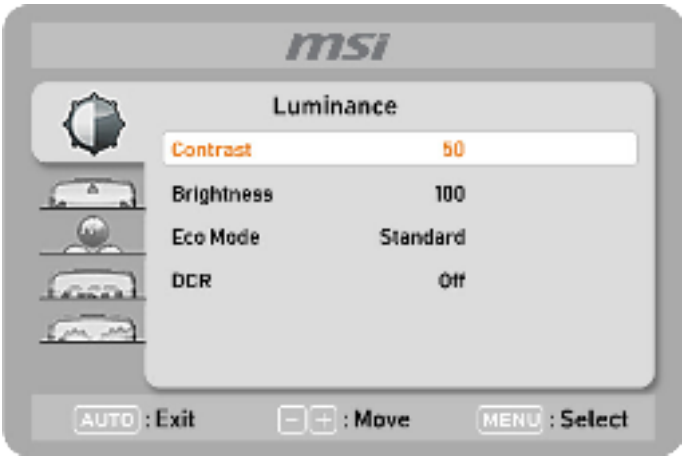 msi
Luminance
Contrast 50
Brightness 100
Eco Mode Standard
DCR Off
AUTO : Exit - + : Move MENU : Select